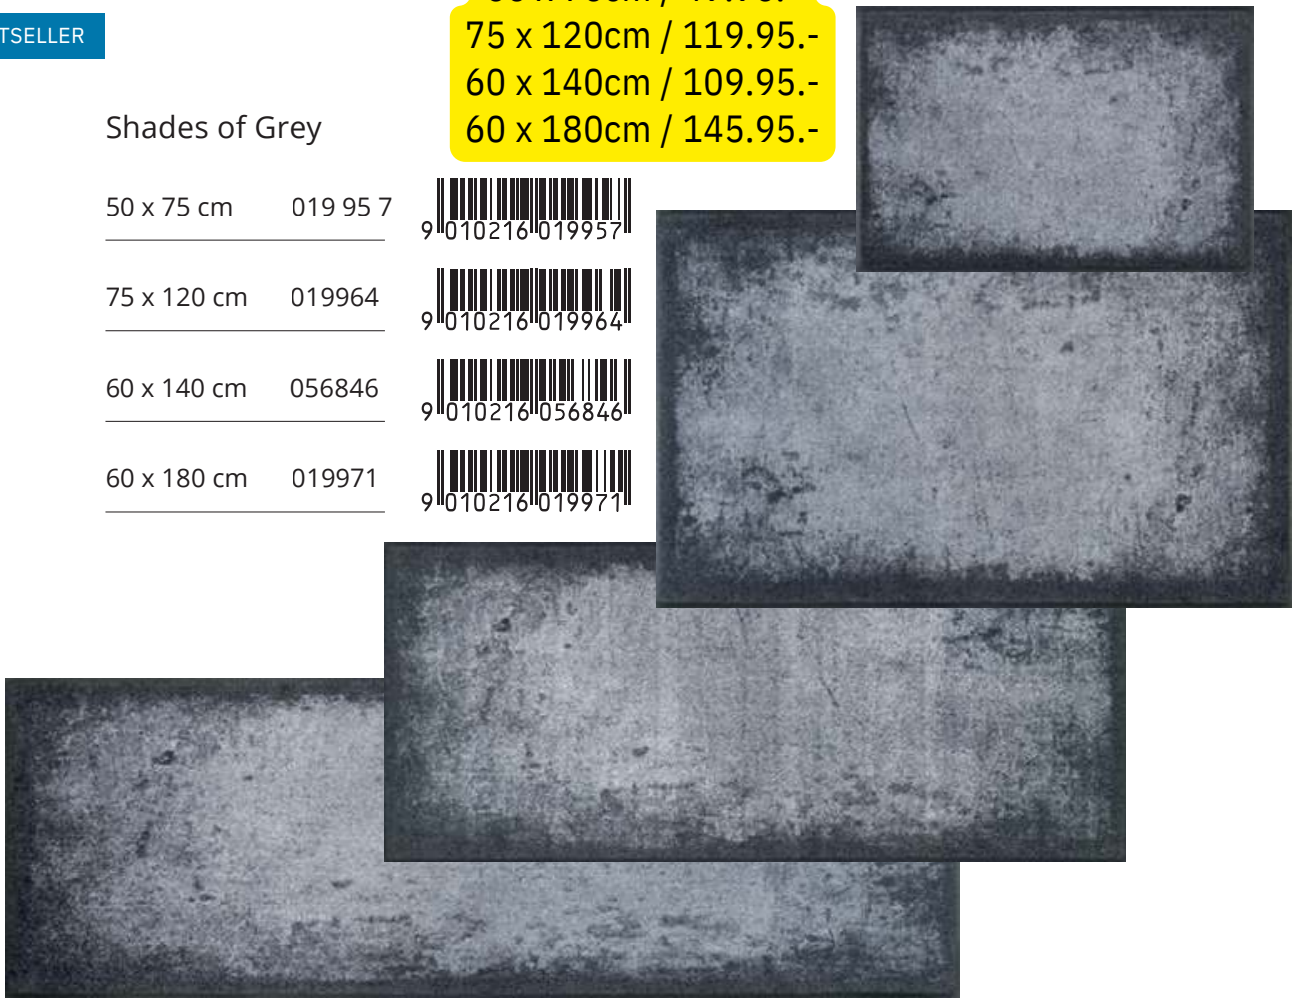 TSELLER
75 x 120cm / 119.95.-
60 x 140cm / 109.95.-
60 x 180cm / 145.95.-
Shades of Grey
50 x 75 cm 019 95 7
9 010216 019957
75 x 120 cm 019964
9 010216 019964
60 x 140 cm 056846
9 010216 056846
60 x 180 cm 019971
9 010216 019971